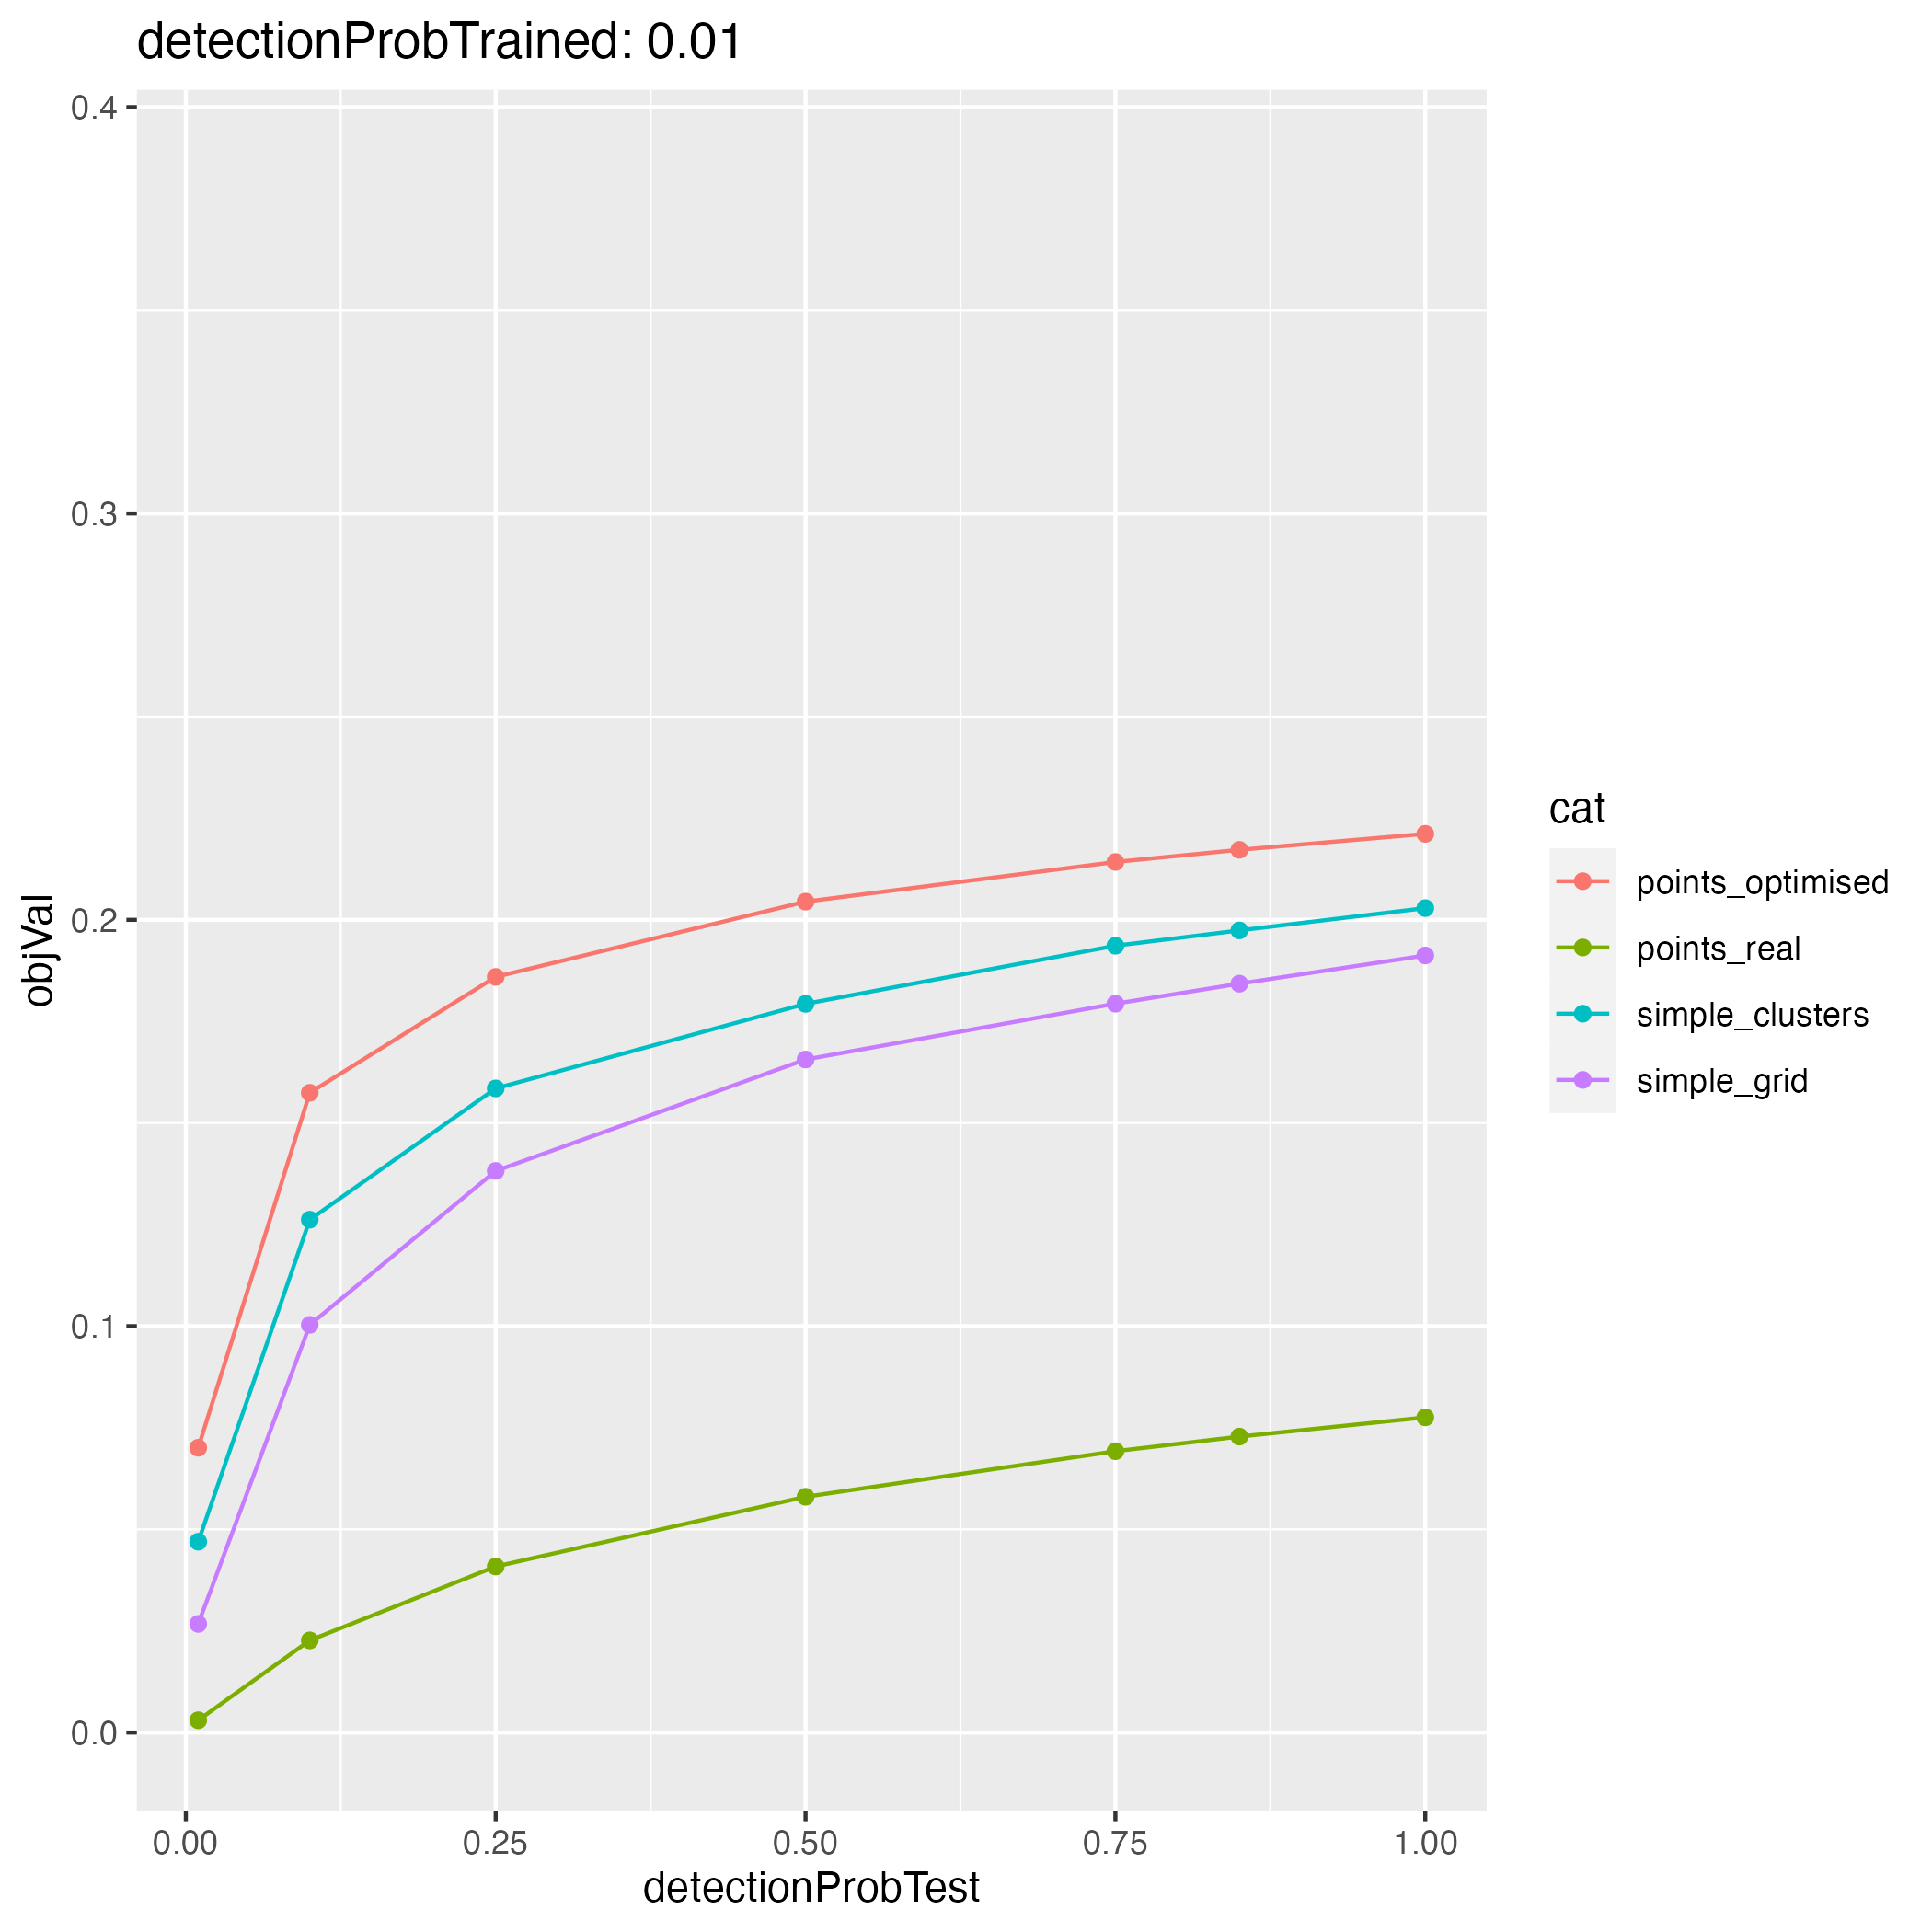 detectionProbTrained: 0.01
0.4
0.3
0.2
0.1
0.0
objVal
0.00 0.25 0.50 0.75 1.00
detectionProbTest
cat
points_optimised
points_real
simple_clusters
simple_grid